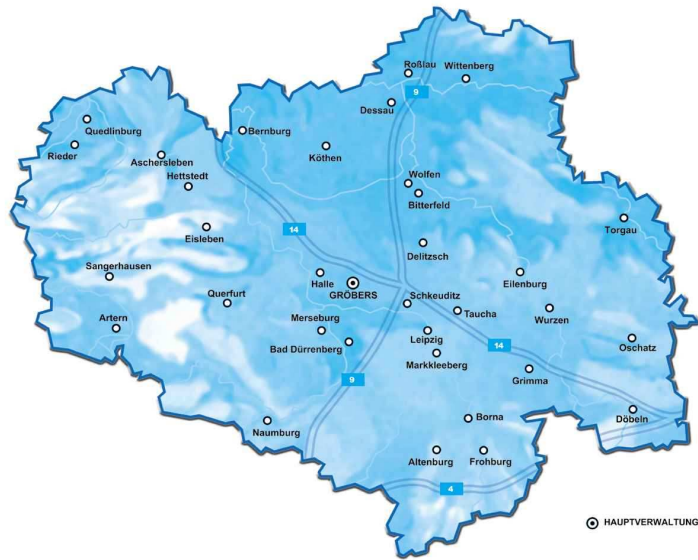 Roßlau
Wittenberg
9
Dessau
Quedlinburg
Bernburg
Rieder
Aschersleben
Köthen
Hettstedt
Wolfen
Bitterfeld
Torgau
Eisleben
14
Delitzsch
Sangerhausen
Halle
GRÖBERS
Eilenburg
Querfurt
Schkeuditz
Taucha
Wurzen
Artern
Merseburg
Leipzig
14
Oschatz
Bad Dürrenberg
Markkleeberg
9
Grimma
Borna
Döbeln
Naumburg
Altenburg
Frohburg
4
HAUPTVERWALTUNG